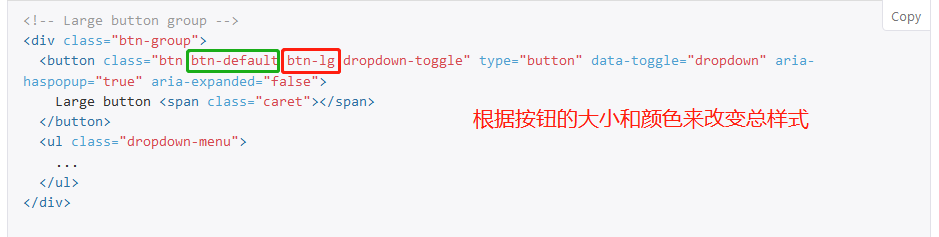 Copy
<!-- Large button group -->
<div class="btn-group">
<button class="btn btn-default btn-lg dropdown-toggle" type="button" data-toggle="dropdown" aria-
haspopup="true" aria-expanded="false">
Large button <span class="caret"></span>
</button>
根据按钮的大小和颜色来改变总样式
<ul class="dropdown-menu">
...
</ul>
</div>